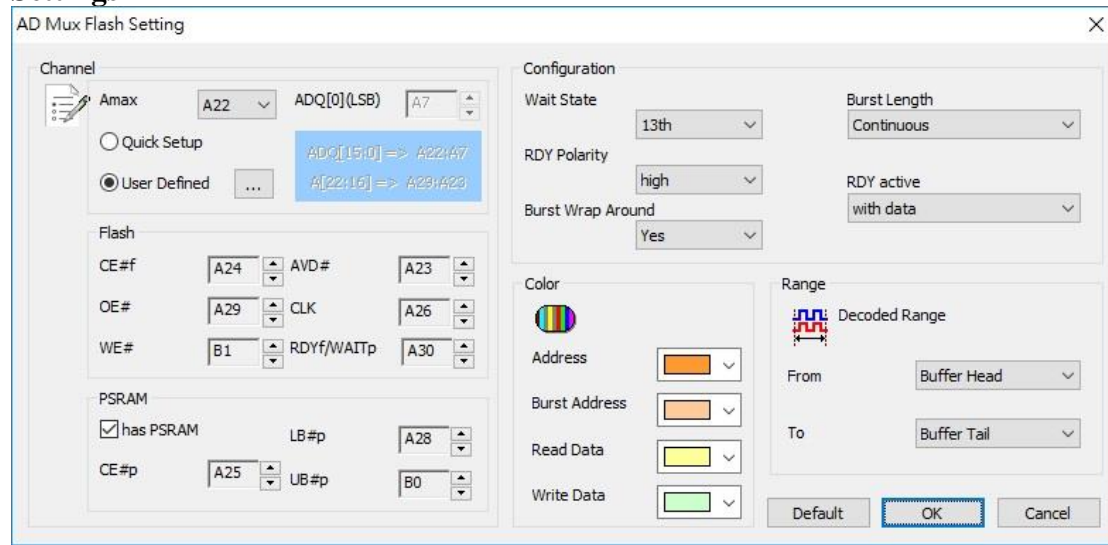 AD Mux Flash Setting
Channel
Amax A22 ADQ[0](LSB) A7
Quick Setup
ADQ[15:0] => A22:A7
User Defined ... A[22:16] => A29:A23
Flash
CE#f A24 AVD# A23
OE# A29 CLK A26
WE# B1 RDYf/WAITp A30
PSRAM
has PSRAM LB#p A28
CE#p A25 UB#p B0
Configuration
Wait State Burst Length
13th Continuous
RDY Polarity
high RDY active
Burst Wrap Around with data
Yes
Color
Address
Burst Address
Read Data
Write Data
Range
Decoded Range
From Buffer Head
To Buffer Tail
Default OK Cancel